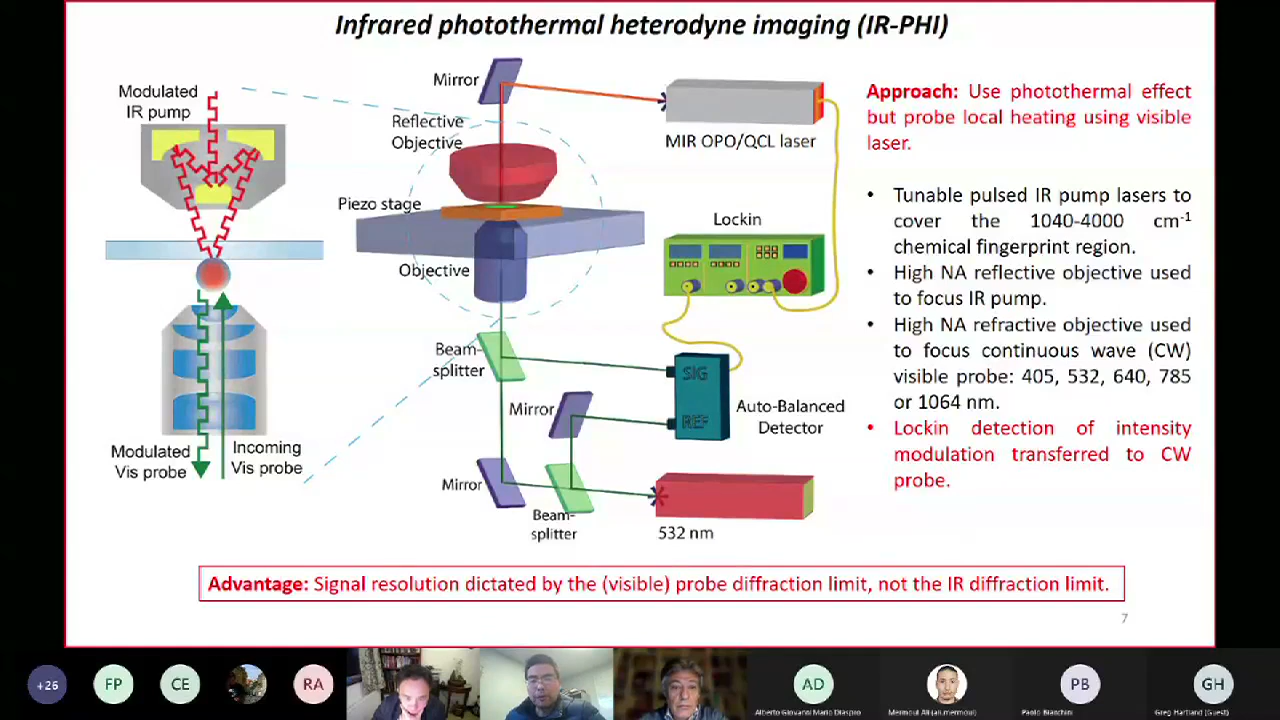 Infrared photothermal heterodyne imaging (IR-PHI)
Modulated
IR pump
Modulated
Vis probe
Incoming
Vis probe
Mirror
Reflective
Objective
Piezo stage
Objective
Beam-
splitter
Mirror
Mirror
Beam-
splitter
MIR OPO/QCL laser
Lockin
SIG
REF
Auto-Balanced
Detector
532 nm
Approach: Use photothermal effect
but probe local heating using visible
laser.
• Tunable pulsed IR pump lasers to
cover the 1040-4000 cm⁻¹
chemical fingerprint region.
• High NA reflective objective used
to focus IR pump.
• High NA refractive objective used
to focus continuous wave (CW)
visible probe: 405, 532, 640, 785
or 1064 nm.
• Lockin detection of intensity
modulation transferred to CW
probe.
Advantage: Signal resolution dictated by the (visible) probe diffraction limit, not the IR diffraction limit.
7
+26
FP
CE
RA
AD
Alberto Giovanni Mario Diaspro
Mermoul Ali (ali.mermoul)
PB
Paolo Bianchini
GH
Greg Hartland (Guest)